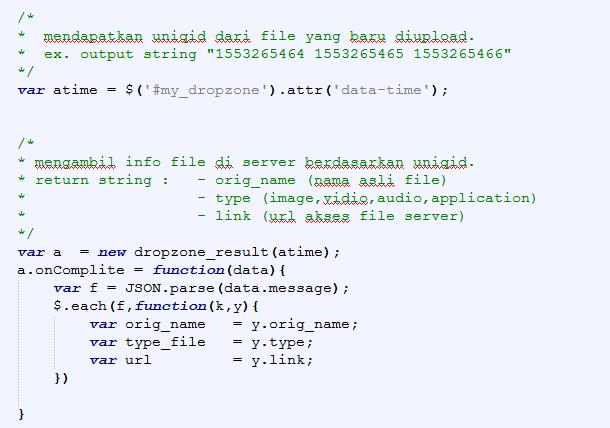 /*
*  mendapatkan uniqid dari file yang baru diupload.
*  ex. output string "1553265464 1553265465 1553265466"
*/
var atime = $('#my_dropzone').attr('data-time');
/*
* mengambil info file di server berdasarkan uniqid.
* return string :   - orig_name (nama asli file)
*                   - type (image,vidio,audio,application)
*                   - link (url akses file server)
*/
var a  = new dropzone_result(atime);
a.onComplite = function(data){
    var f = JSON.parse(data.message);
    $.each(f,function(k,y){
        var orig_name   = y.orig_name;
        var type_file   = y.type;
        var url         = y.link;
    })
}